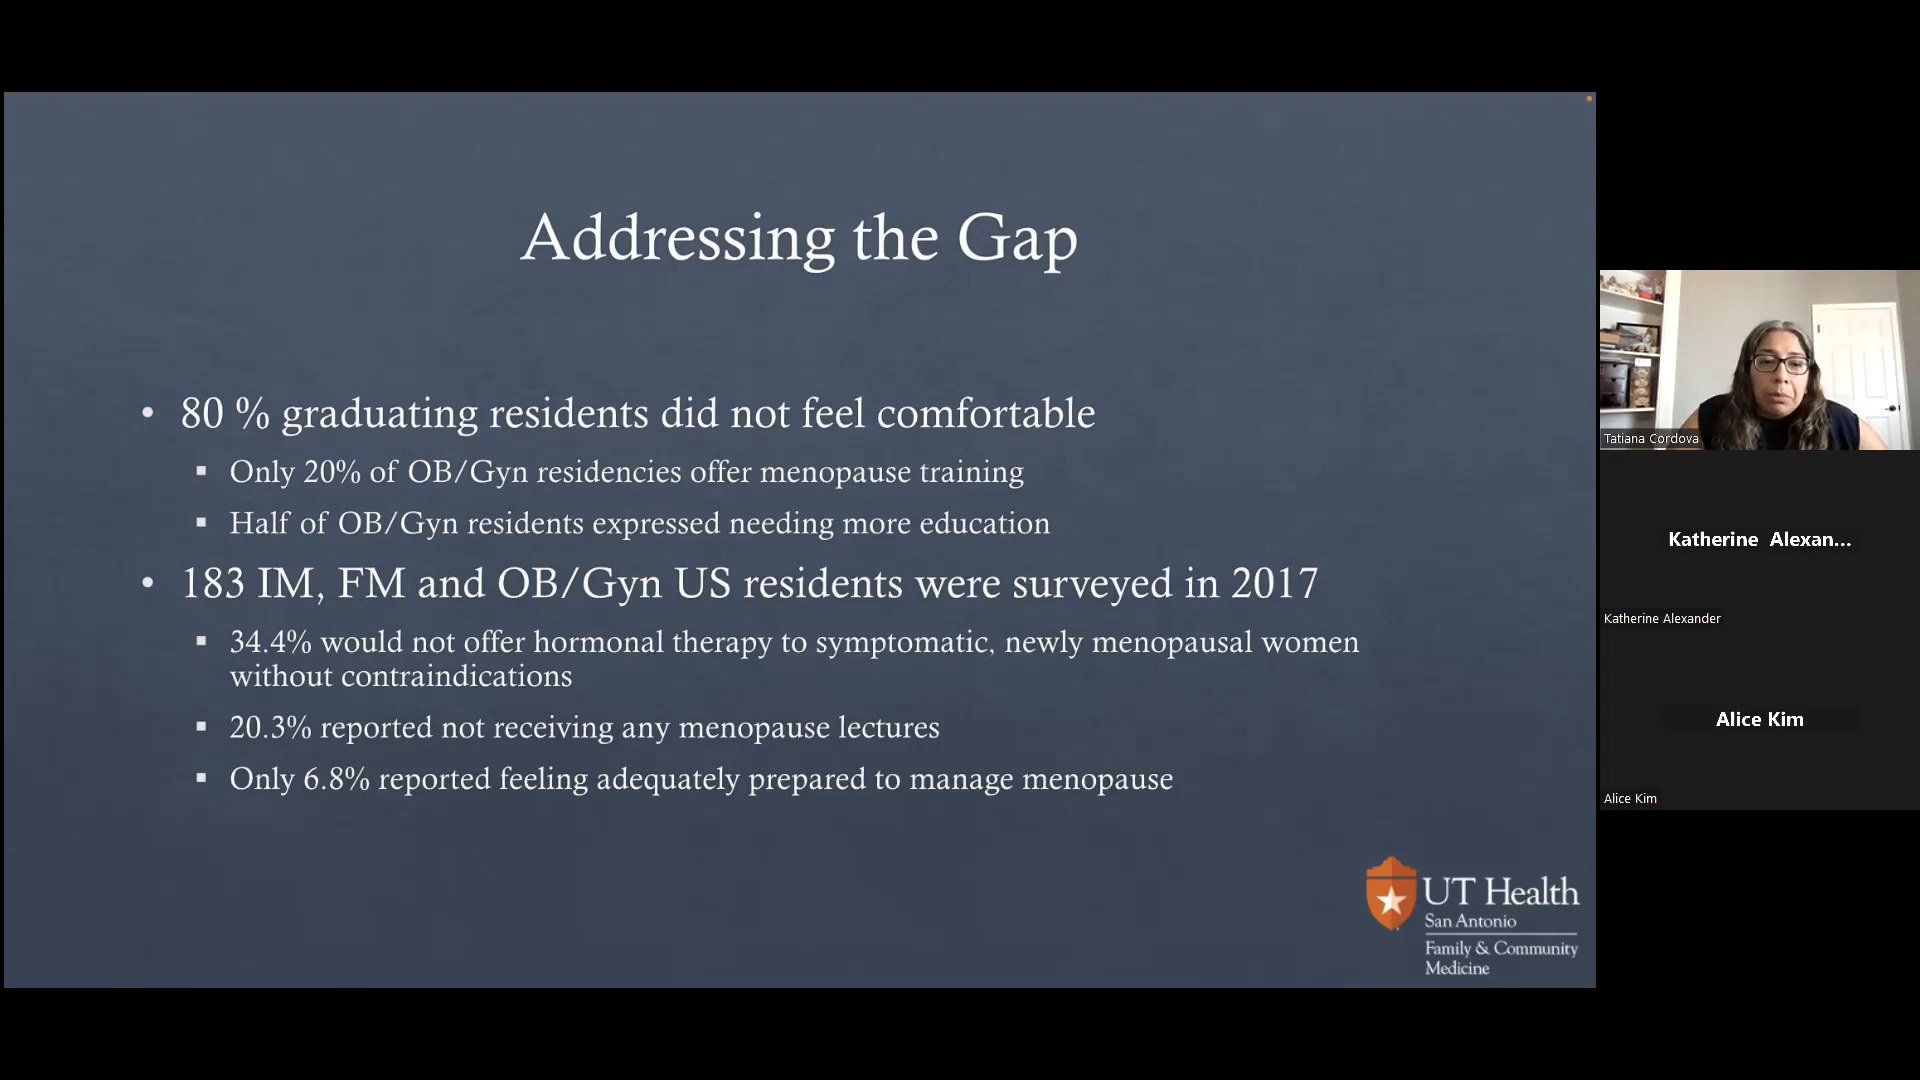 Addressing the Gap
• 80 % graduating residents did not feel comfortable
▪ Only 20% of OB/Gyn residencies offer menopause training
▪ Half of OB/Gyn residents expressed needing more education
• 183 IM, FM and OB/Gyn US residents were surveyed in 2017
▪ 34.4% would not offer hormonal therapy to symptomatic, newly menopausal women
without contraindications
▪ 20.3% reported not receiving any menopause lectures
▪ Only 6.8% reported feeling adequately prepared to manage menopause
UT Health
San Antonio
Family & Community
Medicine
Tatiana Cordova
Katherine Alexan...
Katherine Alexander
Alice Kim
Alice Kim